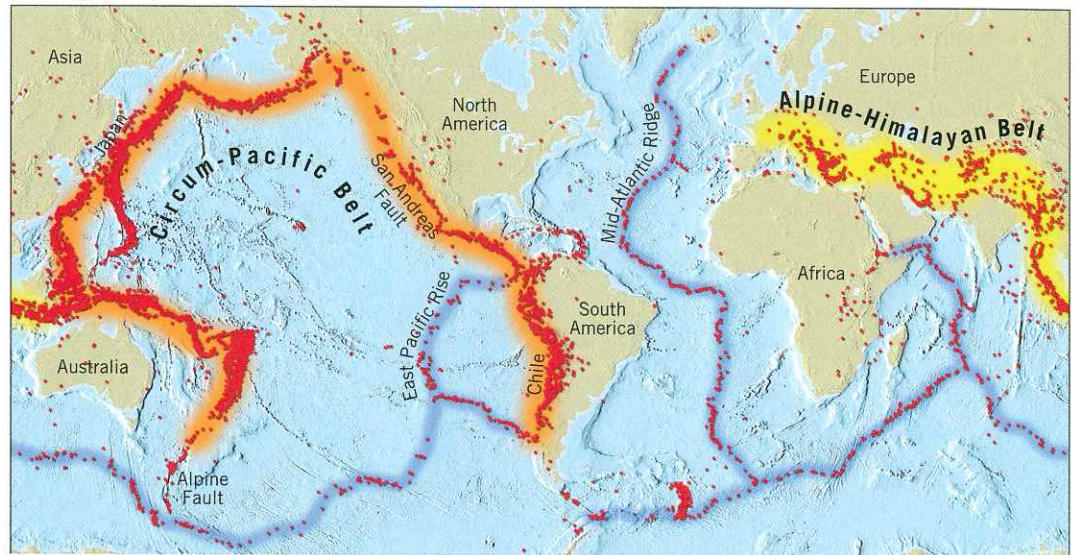 Asia
Europe
North
America
Alpine-Himalayan Belt
Japan
Circum-Pacific Belt
San Andreas
Fault
Mid-Atlantic Ridge
Africa
East Pacific Rise
South
America
Chile
Australia
Alpine
Fault